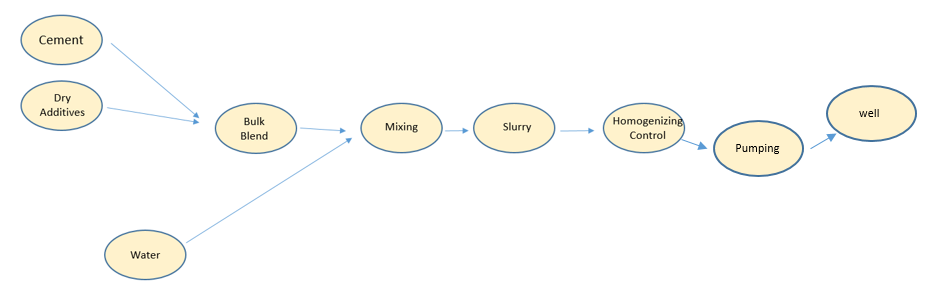 Cement
Dry
Additives
Bulk
Blend
Mixing
Slurry
Homogenizing
Control
Pumping
well
Water